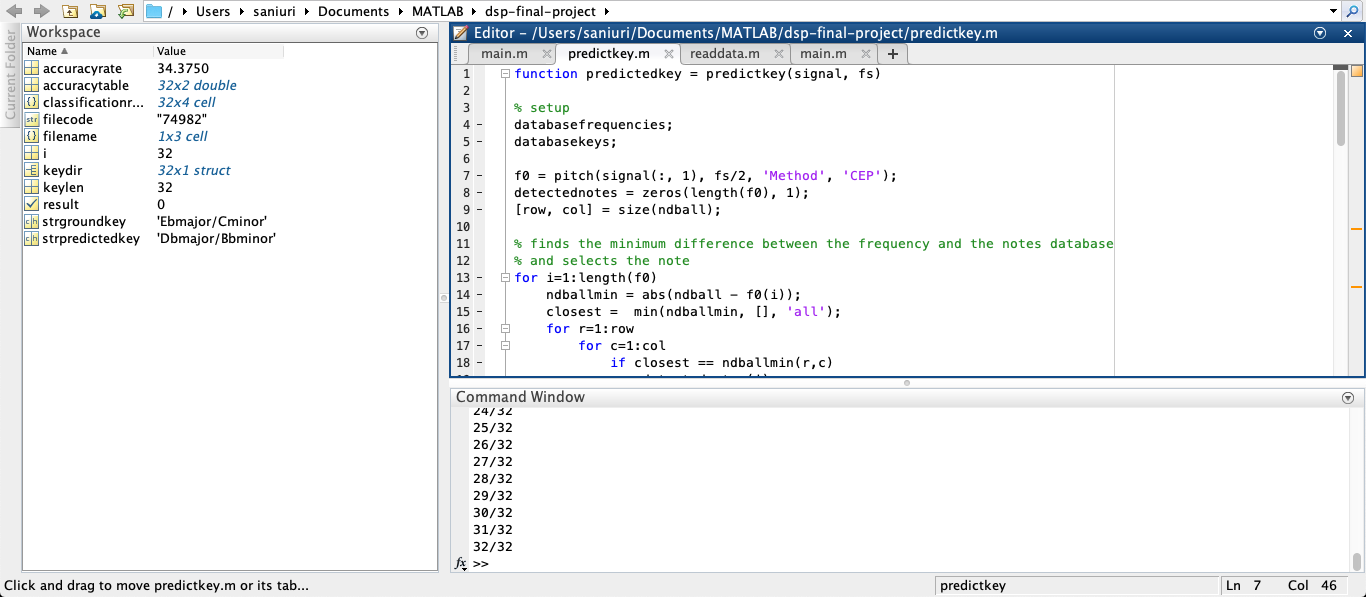 / ▸ Users ▸ saniuri ▸ Documents ▸ MATLAB ▸ dsp-final-project ▸
Current Folder
Workspace
Name ▲ Value
accuracyrate 34.3750
accuracytable 32x2 double
classificationr... 32x4 cell
filecode "74982"
filename 1x3 cell
i 32
keydir 32x1 struct
keylen 32
result 0
strgroundkey 'Ebmajor/Cminor'
strpredictedkey 'Dbmajor/Bbminor'
Editor - /Users/saniuri/Documents/MATLAB/dsp-final-project/predictkey.m
main.m predictkey.m readdata.m main.m +
1 function predictedkey = predictkey(signal, fs)
2
3 % setup
4 - databasefrequencies;
5 - databasekeys;
6
7 - f0 = pitch(signal(:, 1), fs/2, 'Method', 'CEP');
8 - detectednotes = zeros(length(f0), 1);
9 - [row, col] = size(ndball);
10
11 % finds the minimum difference between the frequency and the notes database
12 % and selects the note
13 - for i=1:length(f0)
14 - ndballmin = abs(ndball - f0(i));
15 - closest =  min(ndballmin, [], 'all');
16 - for r=1:row
17 - for c=1:col
18 - if closest == ndballmin(r,c)
Command Window
24/32
25/32
26/32
27/32
28/32
29/32
30/32
31/32
32/32
fx >>
Click and drag to move predictkey.m or its tab...
predictkey
Ln 7 Col 46